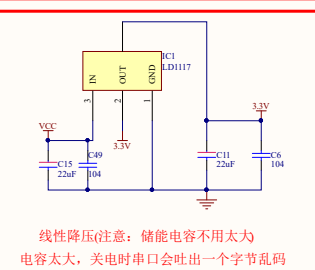 IC1
LD1117
IN
OUT
GND
3
2
1
VCC
3.3V
3.3V
C15
22uF
C49
104
C11
22uF
C6
104
线性降压(注意：储能电容不用太大)
电容太大，关电时串口会吐出一个字节乱码